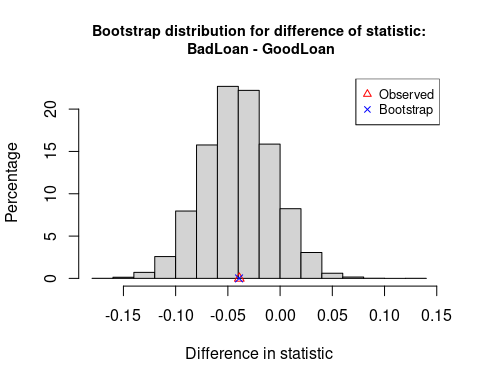 Bootstrap distribution for difference of statistic:
BadLoan - GoodLoan
Observed
Bootstrap
Percentage
20
15
10
5
0
-0.15 -0.10 -0.05 0.00 0.05 0.10 0.15
Difference in statistic